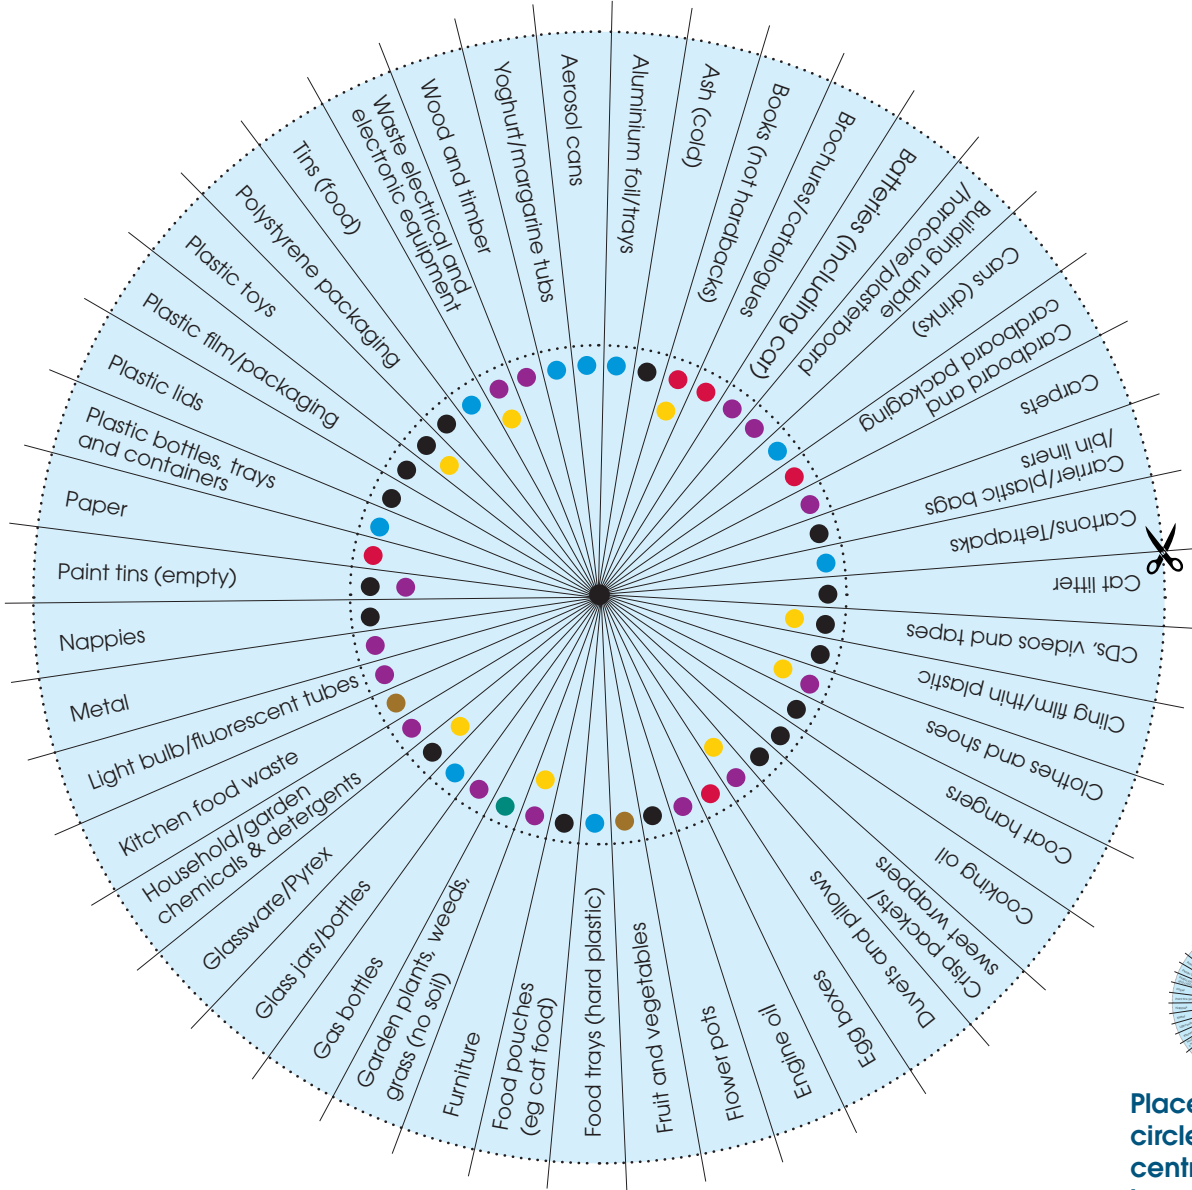 Aerosol cans
Aluminium foil/trays
Ash (cold)
Books (not hardbacks)
Brochures/catalogues
Batteries (including car)
Building rubble
/hardcore/plasterboard
Cans (drinks)
Cardboard and
cardboard packaging
Carpets
Carrier/plastic bags
/bin liners
Cartons/Tetrapaks
Cat litter
CDs, videos and tapes
Cling film/thin plastic
Clothes and shoes
Coat hangers
Cooking oil
Crisp packets/
sweet wrappers
Duvets and pillows
Egg boxes
Engine oil
Flower pots
Fruit and vegetables
Food trays (hard plastic)
Food pouches
(eg cat food)
Furniture
Garden plants, weeds,
grass (no soil)
Gas bottles
Glass jars/bottles
Glassware/Pyrex
Household/garden
chemicals & detergents
Kitchen food waste
Light bulb/fluorescent tubes
Metal
Nappies
Paint tins (empty)
Paper
Plastic bottles, trays
and containers
Plastic lids
Plastic film/packaging
Plastic toys
Polystyrene packaging
Tins (food)
Waste electrical and
electronic equipment
Wood and timber
Yoghurt/margarine tubs
Place
circle
centr